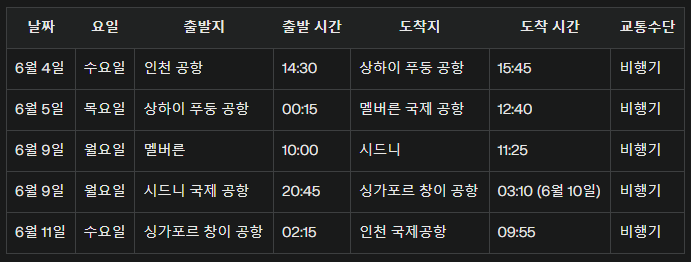 날짜 요일 출발지 출발 시간 도착지 도착 시간 교통수단
6월 4일 수요일 인천 공항 14:30 상하이 푸둥 공항 15:45 비행기
6월 5일 목요일 상하이 푸둥 공항 00:15 멜버른 국제 공항 12:40 비행기
6월 9일 월요일 멜버른 10:00 시드니 11:25 비행기
6월 9일 월요일 시드니 국제 공항 20:45 싱가포르 창이 공항 03:10 (6월 10일) 비행기
6월 11일 수요일 싱가포르 창이 공항 02:15 인천 국제공항 09:55 비행기